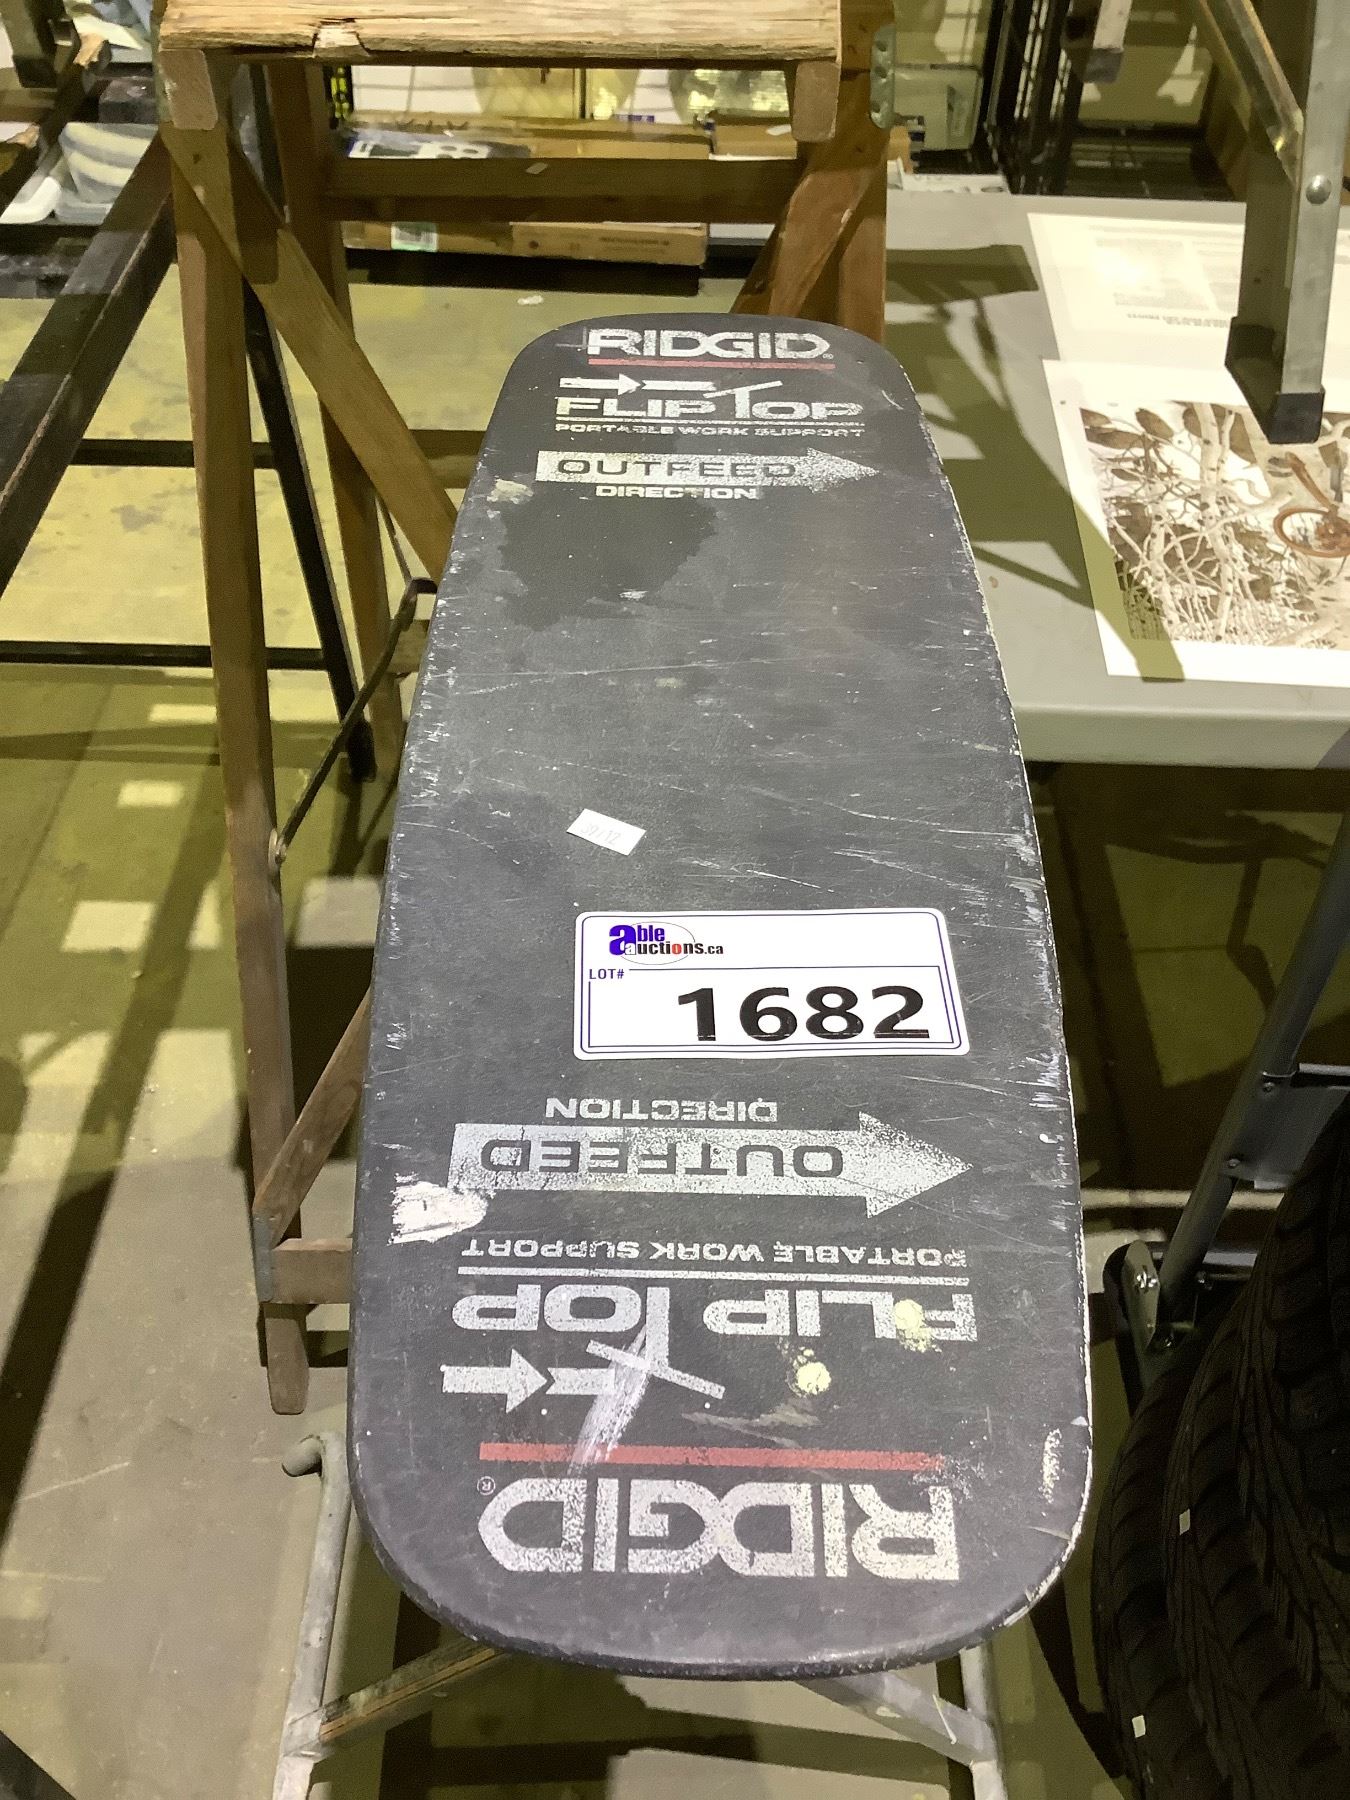 RIDGID®
FLIP TOP
PORTABLE WORK SUPPORT
OUTFEED
DIRECTION
able
auctions.ca
LOT#
1682
DIRECTION
OUTFEED
PORTABLE WORK SUPPORT
FLIP TOP
RIDGID®